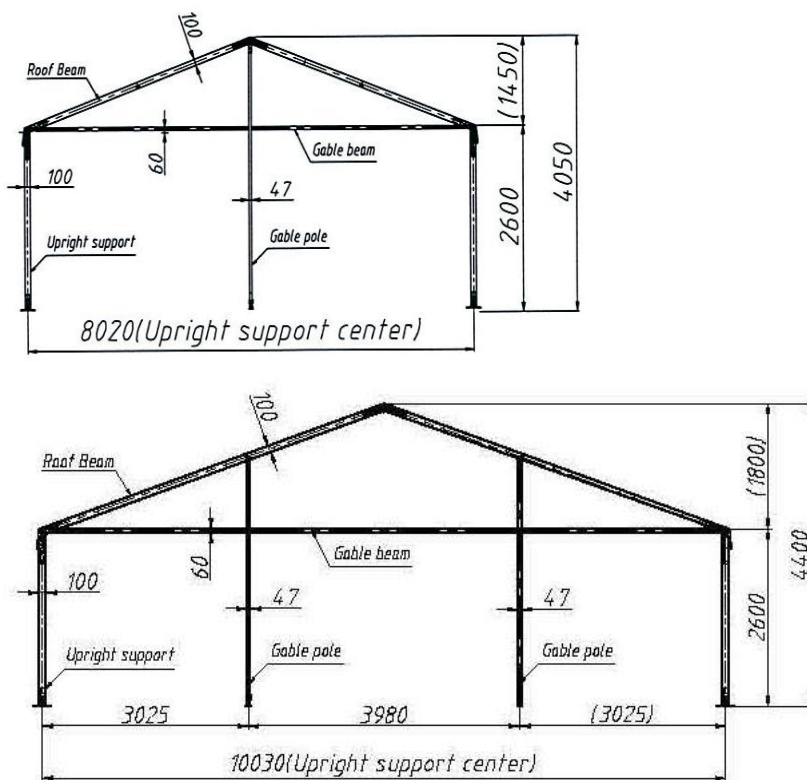 100
Roof Beam
(1450)
Gable beam
60
100
47
2600
4050
Upright support
Gable pole
8020(Upright support center)
100
Roof Beam
(1800)
Gable beam
60
4400
100
47
47
2600
Upright support
Gable pole
Gable pole
3025
3980
(3025)
10030(Upright support center)